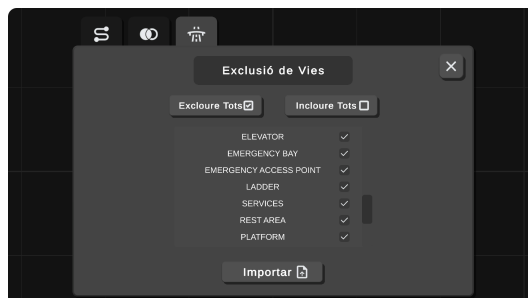 Exclusió de Vies
Excloure Tots
Incloure Tots
ELEVATOR
EMERGENCY BAY
EMERGENCY ACCESS POINT
LADDER
SERVICES
REST AREA
PLATFORM
Importar